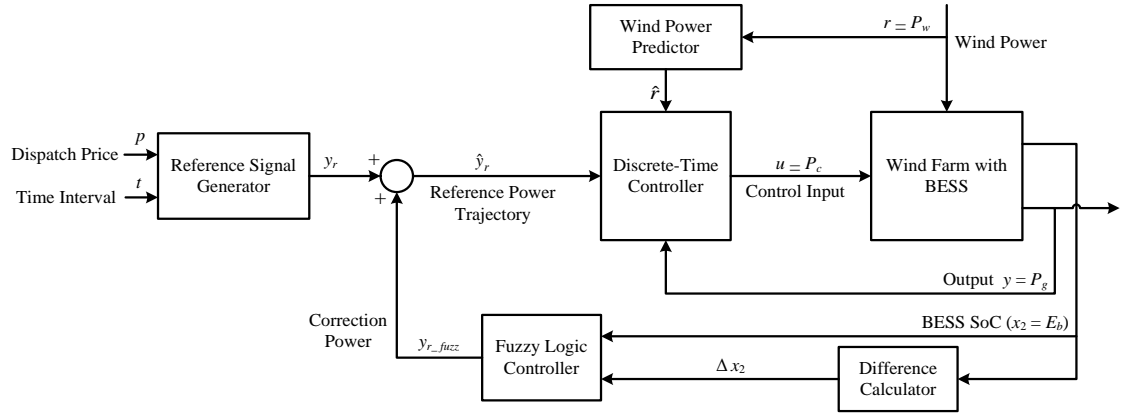 Wind Power
Predictor
r = P_w
Wind Power
r̂
Dispatch Price
p
Time Interval
t
Reference Signal
Generator
y_r
+
+
ŷ_r
Reference Power
Trajectory
Discrete-Time
Controller
u = P_c
Control Input
Wind Farm with
BESS
Output y = P_g
BESS SoC (x_2 = E_b)
Correction
Power
y_r_fuzz
Fuzzy Logic
Controller
Δ x_2
Difference
Calculator